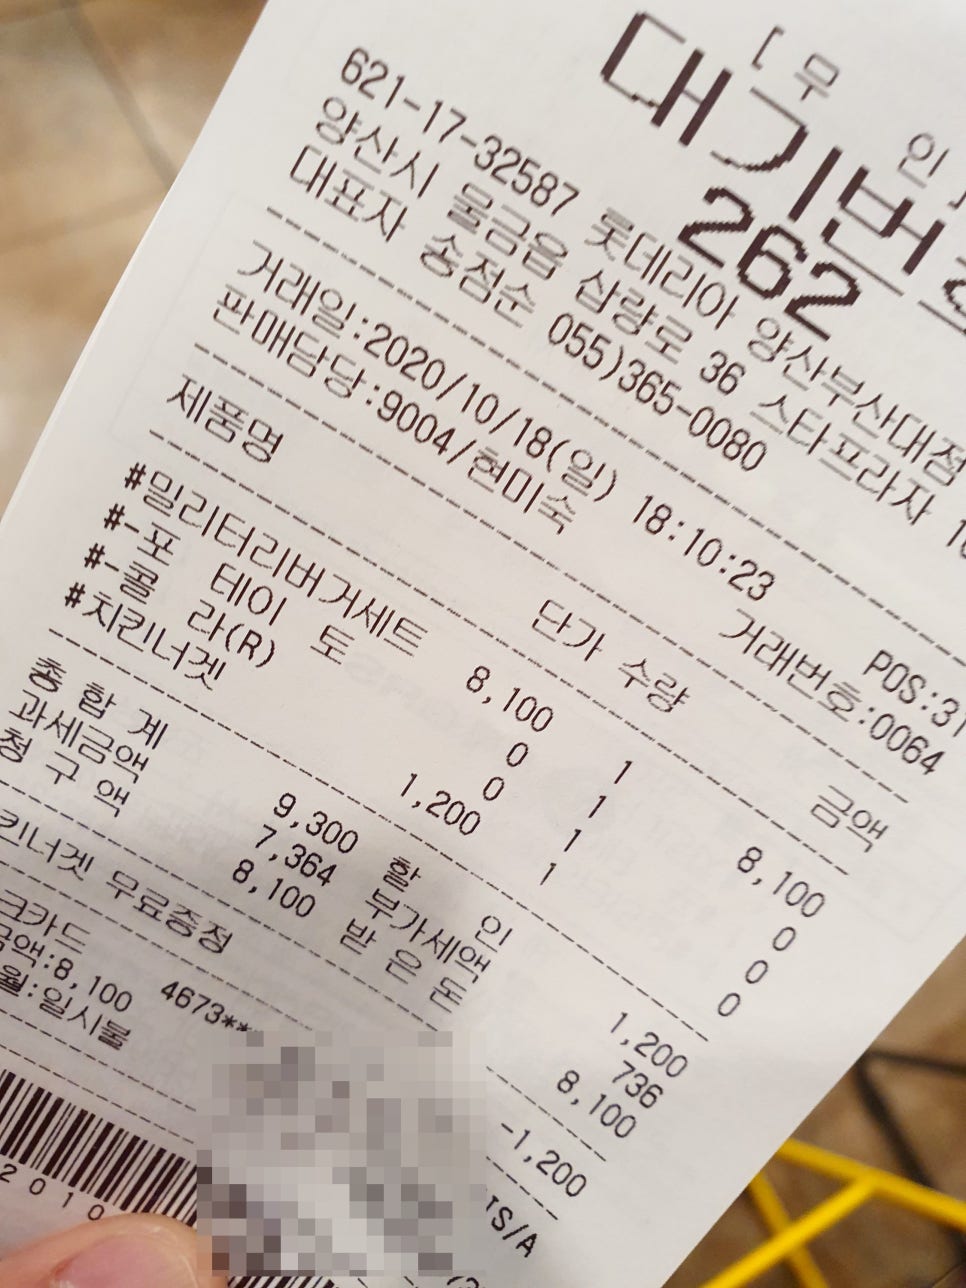 [무 인
대기번
262
621-17-32587 롯데리아 양산부산대점
양산시 물금읍 삼량로 36 스타프라자
대표자 송점순 055)365-0080
거래일:2020/10/18(일) 18:10:23 POS:31
판매담당:9004/현미숙 거래번호:0064
제품명 단가 수량 금액
#밀리터리버거세트 8,100 1 8,100
#-포 테이 토 0 1 0
#-콜 라(R) 0 1 0
#치킨너겟 1,200 1 0
총 합 계 9,300 할 인 1,200
과세금액 7,364 부가세액 736
청 구 액 8,100 받 은 돈 8,100
킨너겟 무료증정 -1,200
크카드 4673** IS/A
금액:8,100
월:일시불
2 0 1 0